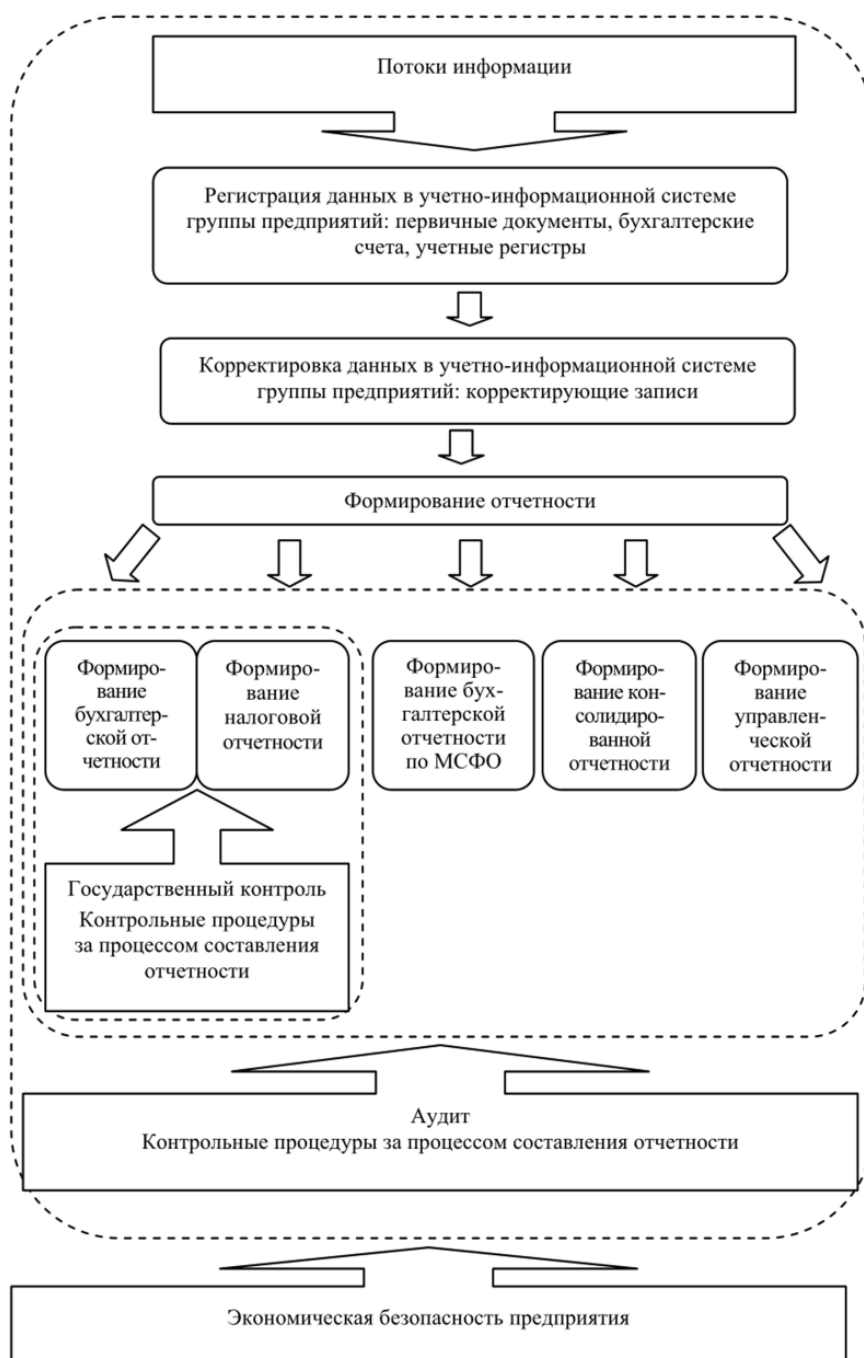 Потоки информации
Регистрация данных в учетно-информационной системе
группы предприятий: первичные документы, бухгалтерские
счета, учетные регистры
Корректировка данных в учетно-информационной системе
группы предприятий: корректирующие записи
Формирование отчетности
Формиро-
вание
бухгалтер-
ской от-
четности
Формиро-
вание
налоговой
отчетности
Формиро-
вание бух-
галтерской
отчетности
по МСФО
Формиро-
вание кон-
солидиро-
ванной
отчетности
Формиро-
вание
управлен-
ческой
отчетности
Государственный контроль
Контрольные процедуры
за процессом составления
отчетности
Аудит
Контрольные процедуры за процессом составления отчетности
Экономическая безопасность предприятия